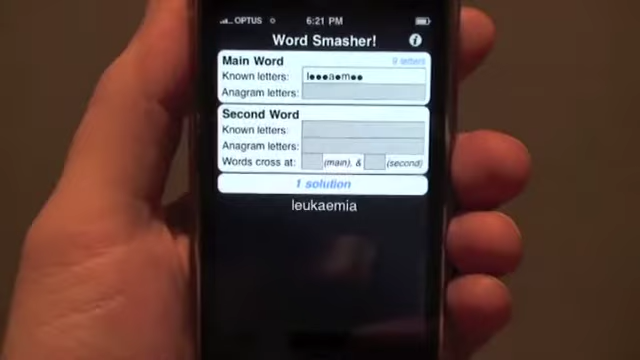 OPTUS 6:21 PM
Word Smasher!
Main Word 9 letters
Known letters: l●●●a●m●●
Anagram letters:
Second Word
Known letters:
Anagram letters:
Words cross at: (main), & (second)
1 solution
leukaemia